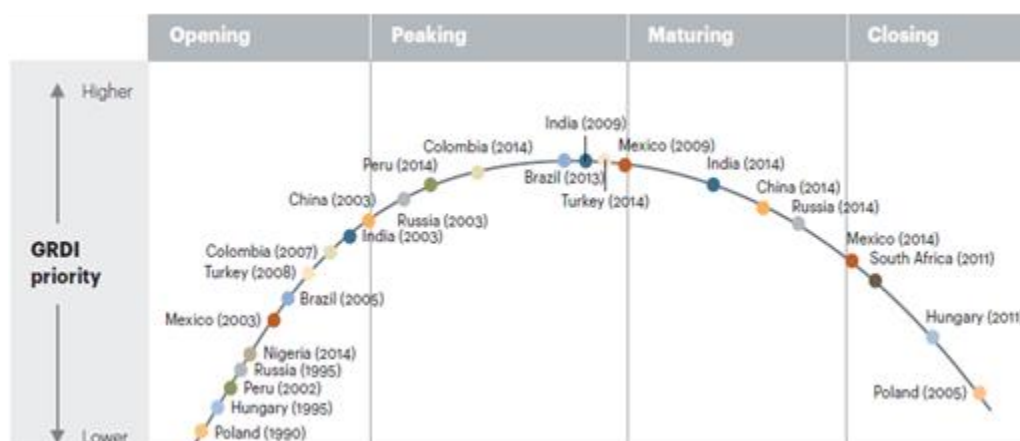 Opening Peaking Maturing Closing
Higher
India (2009)
Colombia (2014)
Mexico (2009)
Peru (2014)
Brazil (2013)
India (2014)
Turkey (2014)
China (2003)
China (2014)
Russia (2003)
Russia (2014)
India (2003)
Mexico (2014)
Colombia (2007)
South Africa (2011)
GRDI
priority
Turkey (2008)
Brazil (2005)
Mexico (2003)
Hungary (2011
Nigeria (2014)
Russia (1995)
Peru (2002)
Poland (2005)
Hungary (1995)
Poland (1990)
Lower